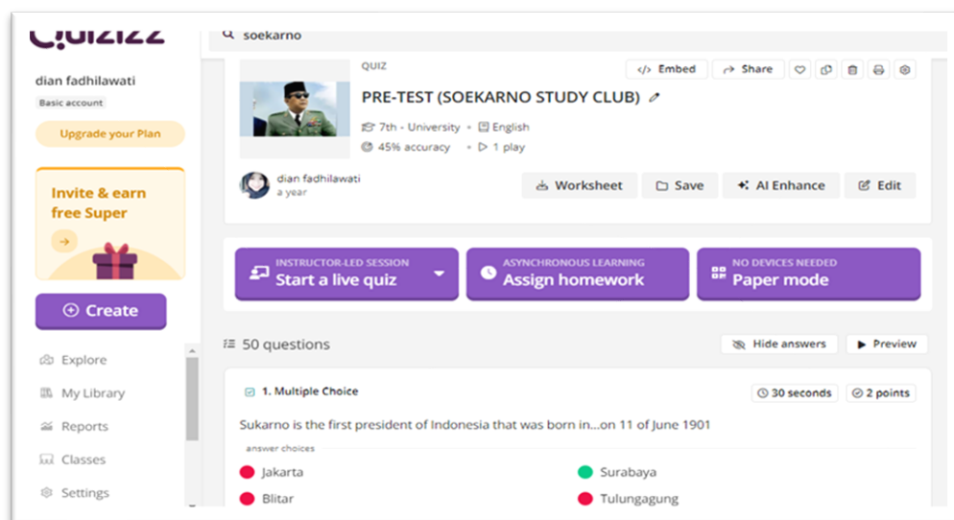 Quizizz
soekarno
dian fadhilawati
Basic account
Upgrade your Plan
Invite & earn
free Super
Create
Explore
My Library
Reports
Classes
Settings
QUIZ
Embed
Share
PRE-TEST (SOEKARNO STUDY CLUB)
7th - University • English
45% accuracy • 1 play
dian fadhilawati
a year
Worksheet
Save
AI Enhance
Edit
INSTRUCTOR-LED SESSION
Start a live quiz
ASYNCHRONOUS LEARNING
Assign homework
NO DEVICES NEEDED
Paper mode
50 questions
Hide answers
Preview
1. Multiple Choice
30 seconds
2 points
Sukarno is the first president of Indonesia that was born in...on 11 of June 1901
answer choices
Jakarta
Surabaya
Blitar
Tulungagung